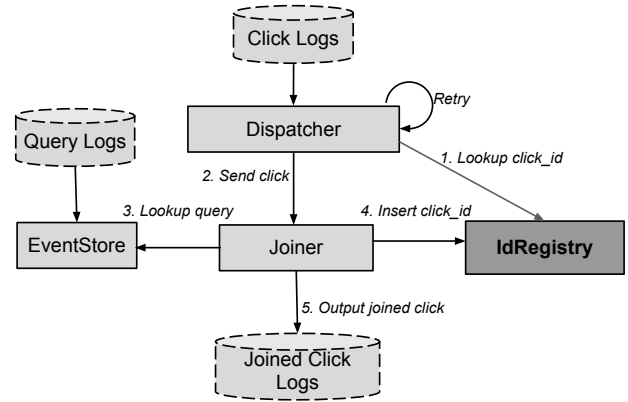 Click Logs
Retry
Query Logs
Dispatcher
1. Lookup click_id
2. Send click
3. Lookup query
4. Insert click_id
EventStore
Joiner
IdRegistry
5. Output joined click
Joined Click
Logs